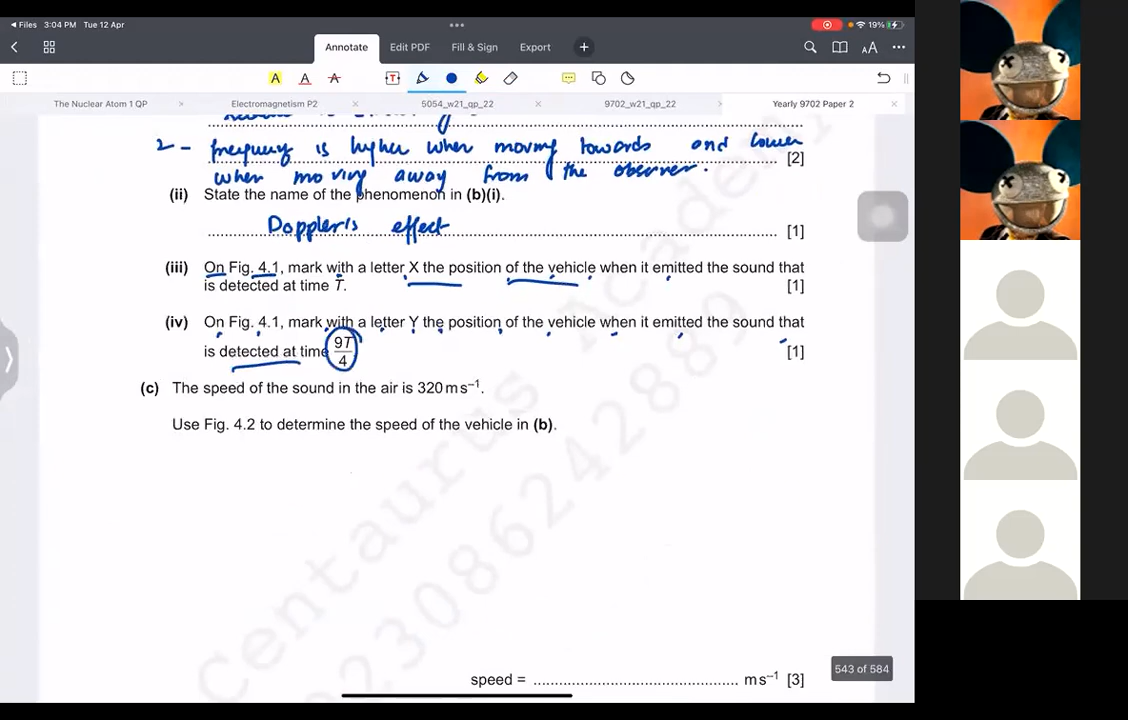 Files 3:04 PM Tue 12 Apr
19%
Annotate Edit PDF Fill & Sign Export
A A A T AA
The Nuclear Atom 1 QP Electromagnetism P2 5054_w21_qp_22 9702_w21_qp_22 Yearly 9702 Paper 2
2 - frequency is higher when moving towards and lower
[2]
when moving away from the observer.
(ii) State the name of the phenomenon in (b)(i).
Doppler's effect
[1]
(iii) On Fig. 4.1, mark with a letter X the position of the vehicle when it emitted the sound that
is detected at time T. [1]
(iv) On Fig. 4.1, mark with a letter Y the position of the vehicle when it emitted the sound that
is detected at time 9T/4 [1]
(c) The speed of the sound in the air is 320 m s⁻¹.
Use Fig. 4.2 to determine the speed of the vehicle in (b).
Centaurus Academy
923086242889
543 of 584
speed = ............................................... m s⁻¹ [3]